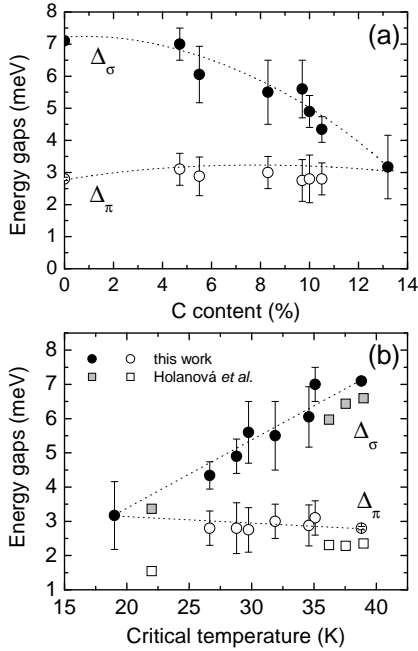 8
(a)
7
Δσ
6
5
4
3
Δπ
2
1
0
Energy gaps (meV)
0 2 4 6 8 10 12 14
C content (%)
8
(b)
this work
Holanová et al.
7
6
Δσ
5
4
Δπ
3
2
1
0
Energy gaps (meV)
15 20 25 30 35 40
Critical temperature (K)